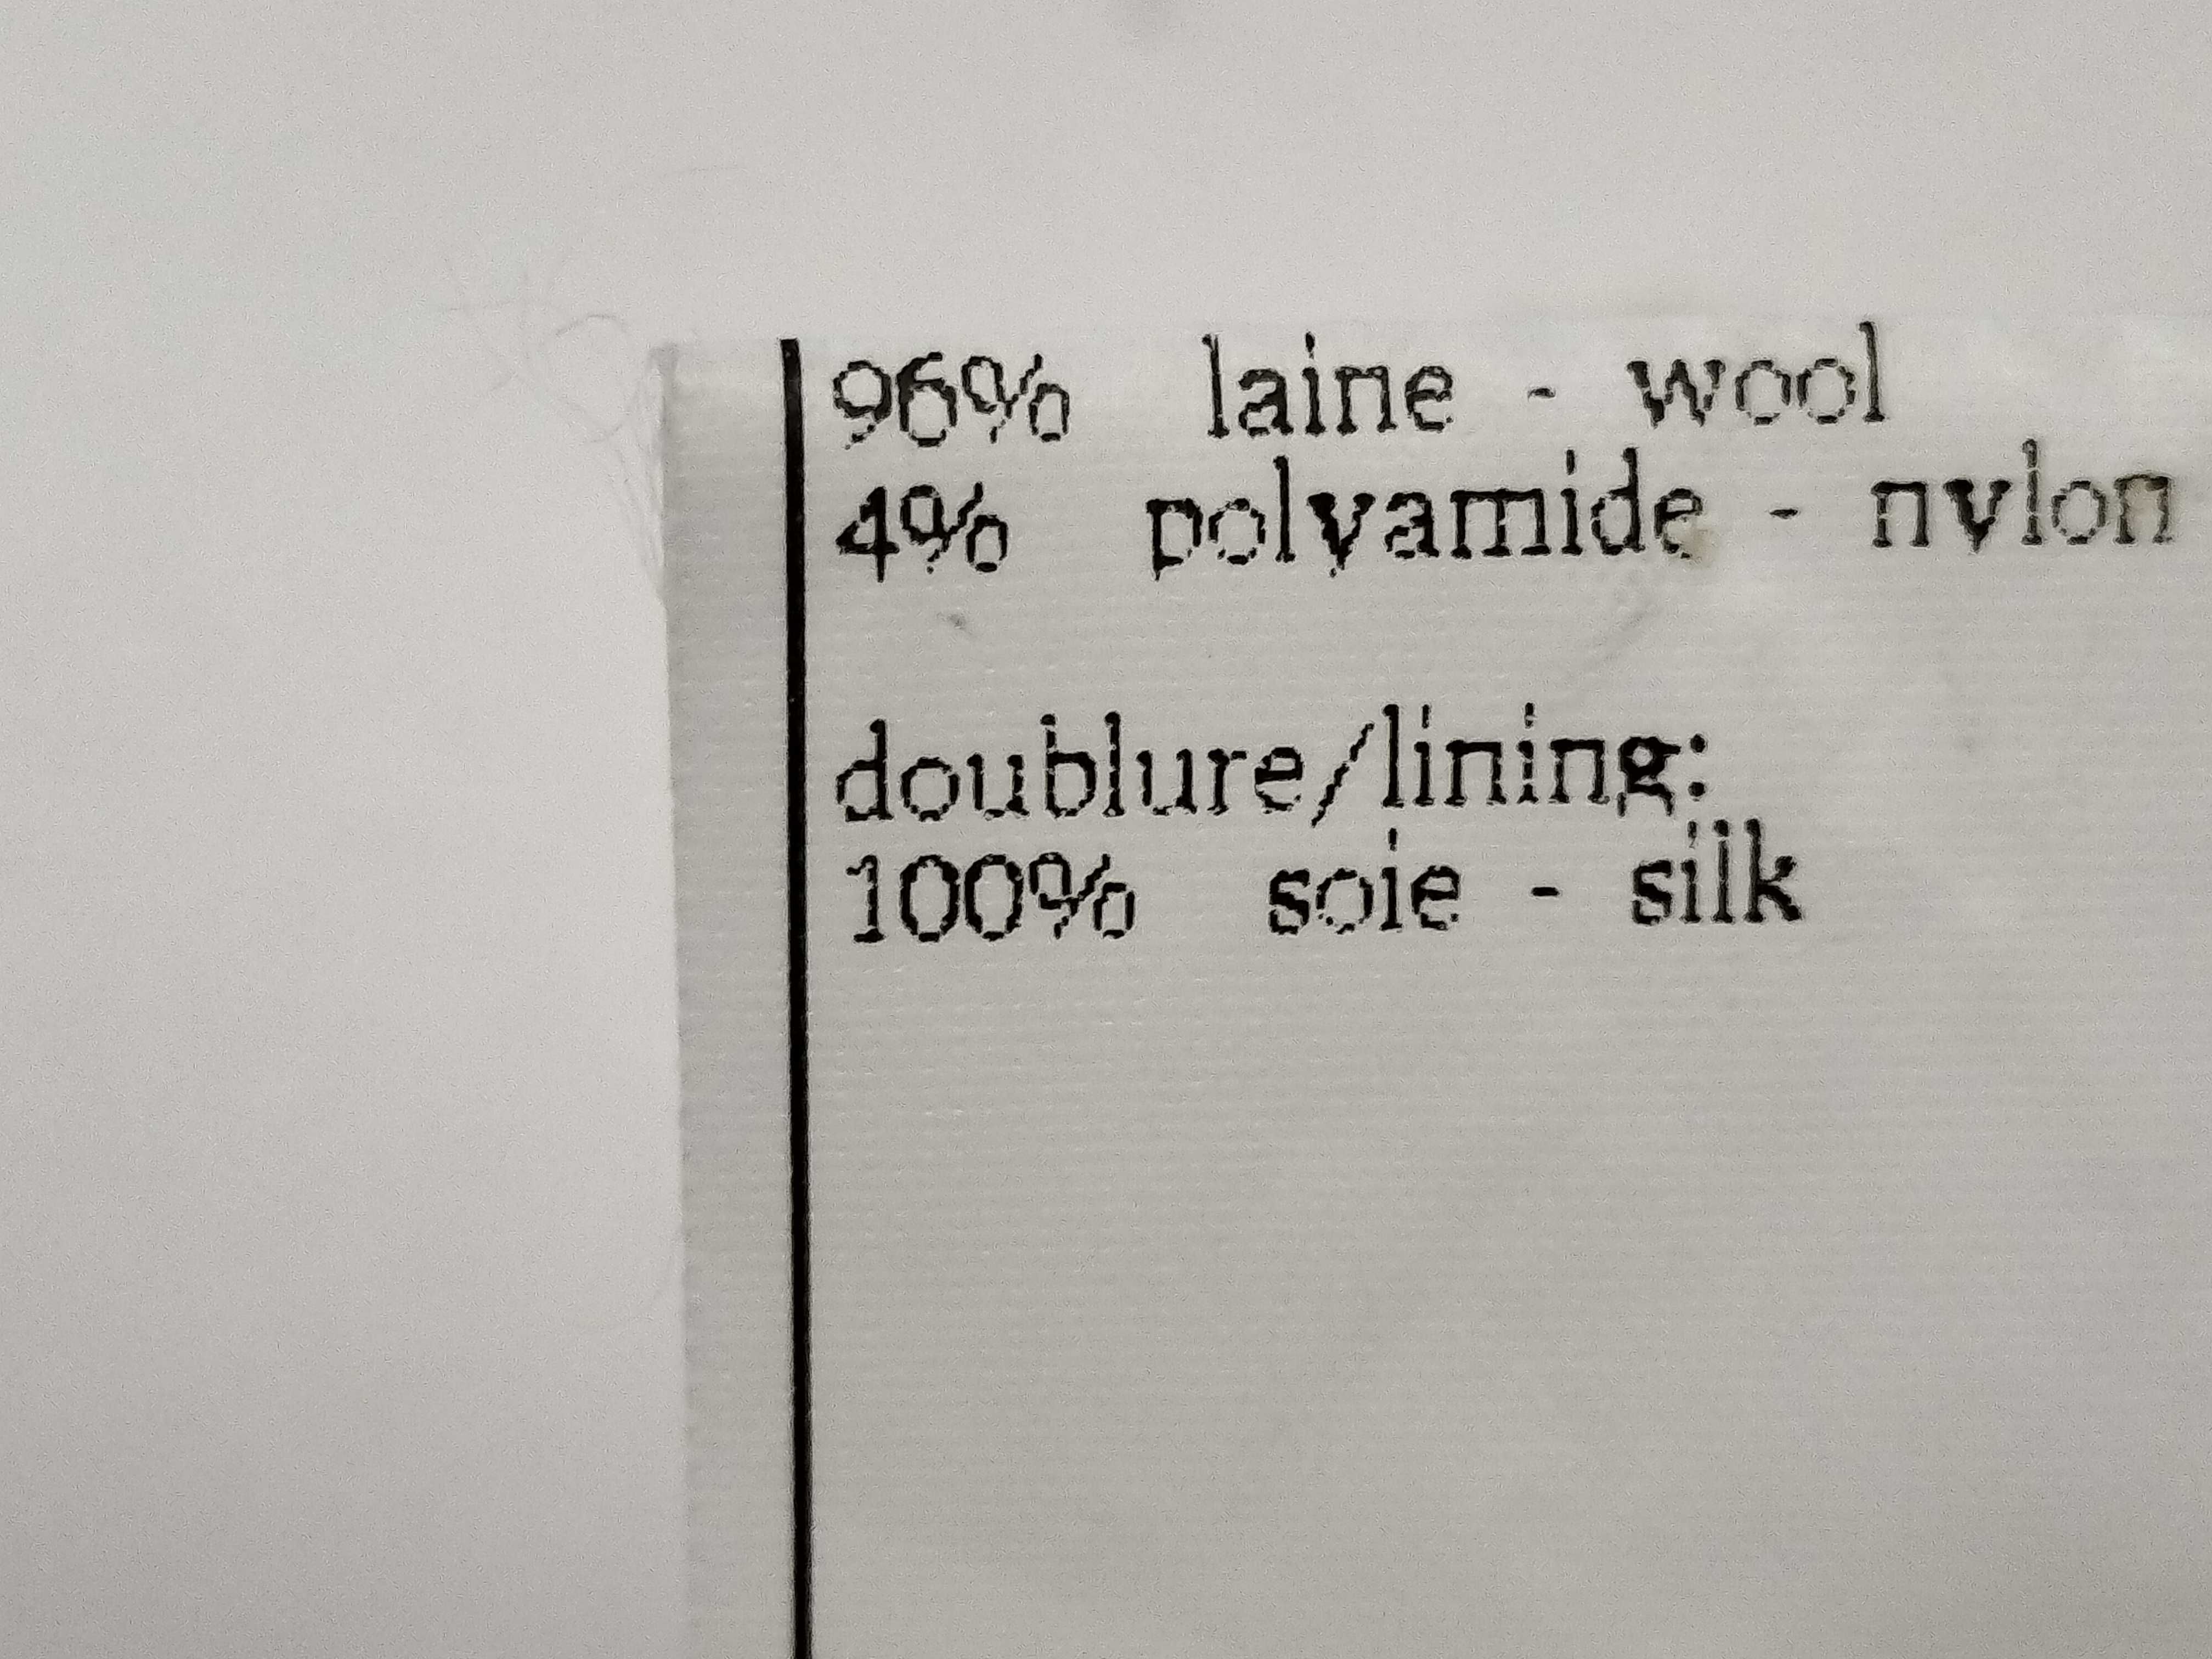 96% laine - wool
4% polyamide - nylon
doublure/lining:
100% soie - silk